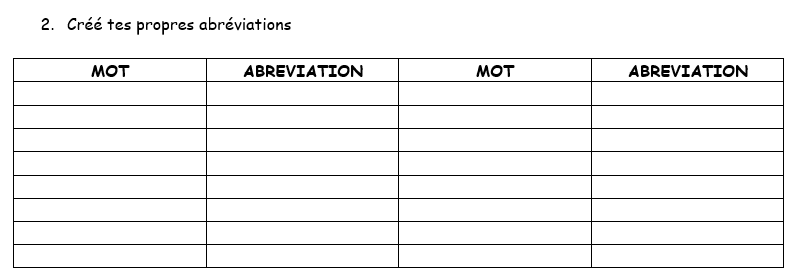 2. Créé tes propres abréviations
MOT ABREVIATION MOT ABREVIATION